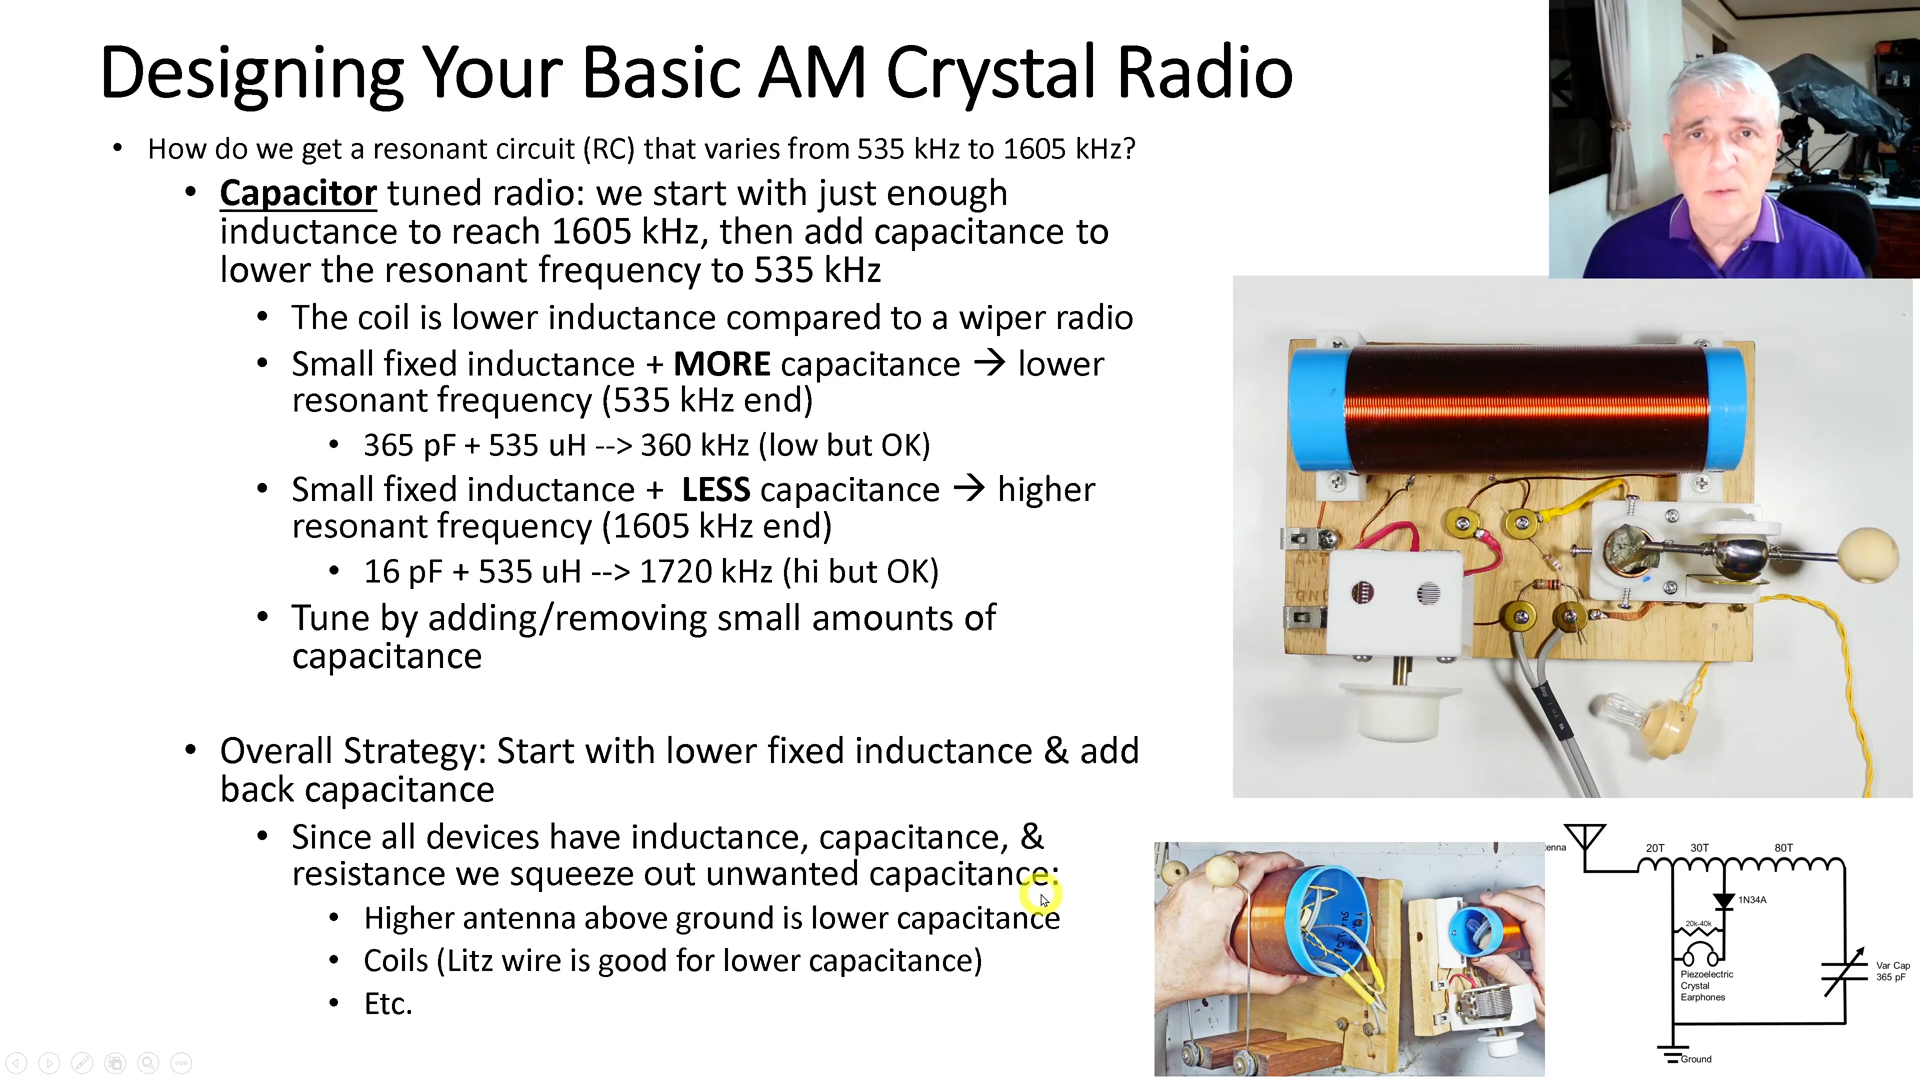 Designing Your Basic AM Crystal Radio
• How do we get a resonant circuit (RC) that varies from 535 kHz to 1605 kHz?
• Capacitor tuned radio: we start with just enough
inductance to reach 1605 kHz, then add capacitance to
lower the resonant frequency to 535 kHz
• The coil is lower inductance compared to a wiper radio
• Small fixed inductance + MORE capacitance → lower
resonant frequency (535 kHz end)
• 365 pF + 535 uH --> 360 kHz (low but OK)
• Small fixed inductance + LESS capacitance → higher
resonant frequency (1605 kHz end)
• 16 pF + 535 uH --> 1720 kHz (hi but OK)
• Tune by adding/removing small amounts of
capacitance
• Overall Strategy: Start with lower fixed inductance & add
back capacitance
• Since all devices have inductance, capacitance, &
resistance we squeeze out unwanted capacitance:
• Higher antenna above ground is lower capacitance
• Coils (Litz wire is good for lower capacitance)
• Etc.
GND
enna
20T 30T 80T
1N34A
20k-40k
Piezoelectric
Crystal
Earphones
Var Cap
365 pF
Ground